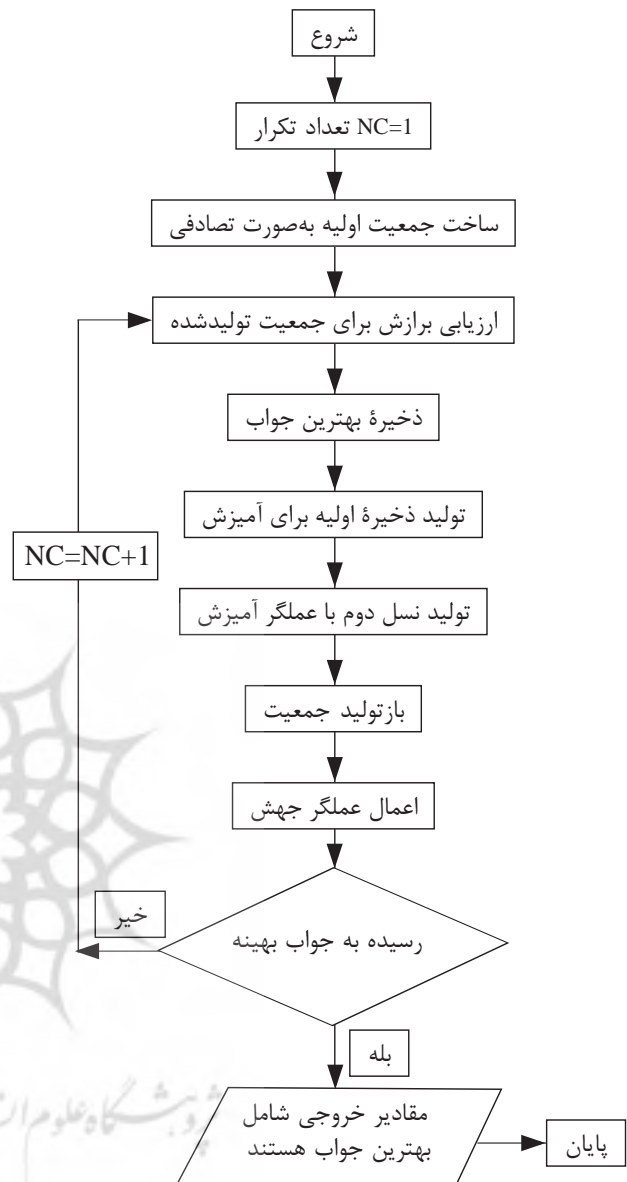 شروع
NC=1 تعداد تکرار
ساخت جمعیت اولیه به‌صورت تصادفی
ارزیابی برازش برای جمعیت تولیدشده
ذخیرهٔ بهترین جواب
تولید ذخیرهٔ اولیه برای آمیزش
NC=NC+1
تولید نسل دوم با عملگر آمیزش
بازتولید جمعیت
اعمال عملگر جهش
خیر
رسیده به جواب بهینه
بله
مقادیر خروجی شامل
بهترین جواب هستند
پایان